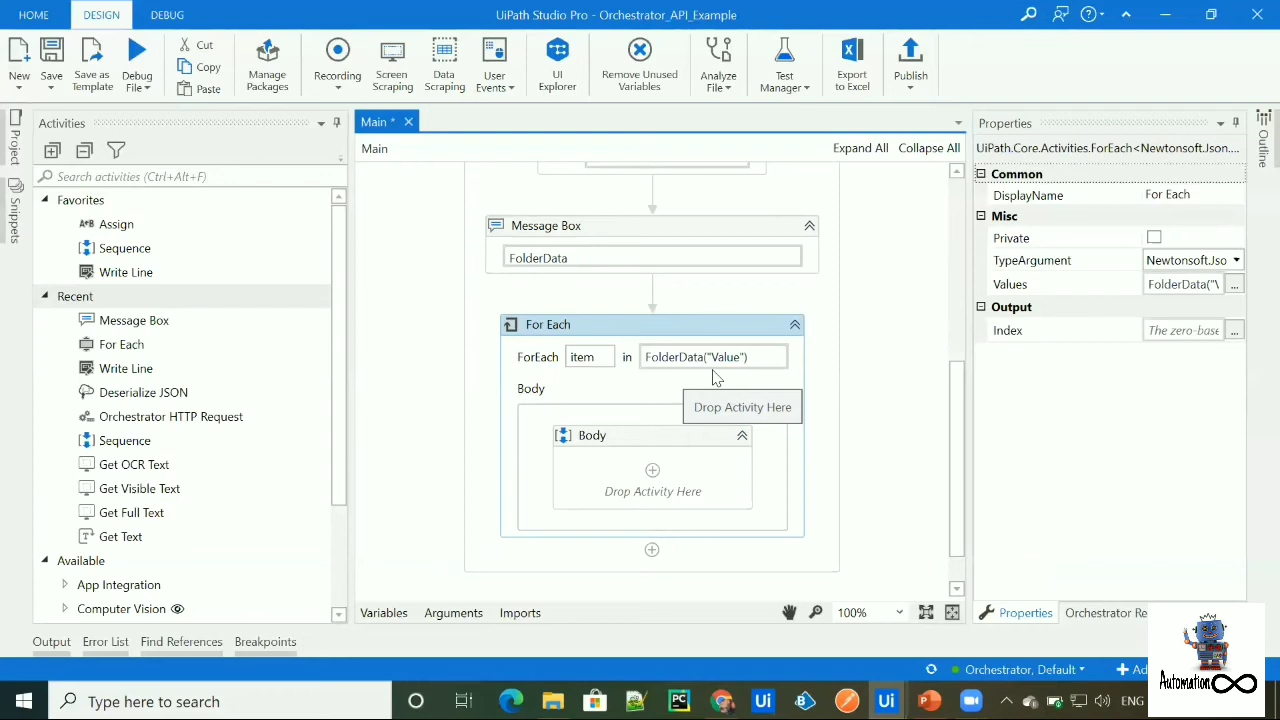 HOME DESIGN DEBUG
UiPath Studio Pro - Orchestrator_API_Example
New Save Save as Template Debug File Cut Copy Paste Manage Packages Recording Screen Scraping Data Scraping User Events UI Explorer Remove Unused Variables Analyze File Test Manager Export to Excel Publish
Project
Snippets
Activities
Search activities (Ctrl+Alt+F)
Favorites
Assign
Sequence
Write Line
Recent
Message Box
For Each
Write Line
Deserialize JSON
Orchestrator HTTP Request
Sequence
Get OCR Text
Get Visible Text
Get Full Text
Get Text
Available
App Integration
Computer Vision
Main *
Main Expand All Collapse All
Message Box
FolderData
For Each
ForEach item in FolderData("Value")
Body
Drop Activity Here
Body
Drop Activity Here
Variables Arguments Imports 100%
Properties
UiPath.Core.Activities.ForEach<Newtonsoft.Json....
Common
DisplayName For Each
Misc
Private
TypeArgument Newtonsoft.Jso
Values FolderData("\ ...
Output
Index The zero-base ...
Properties Orchestrator Re
Outline
Output Error List Find References Breakpoints
Orchestrator, Default Ad
Type here to search
PC Ui Ui ENG
Automation